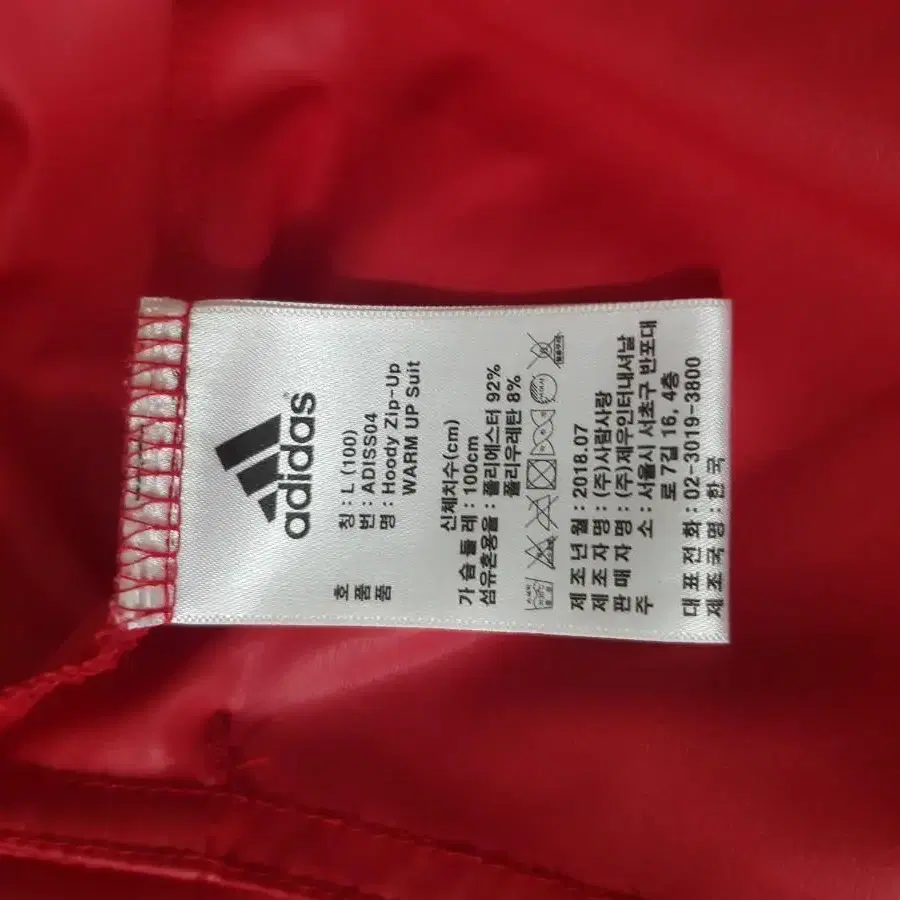 adidas
호 칭 : L (100)
품 번 : ADISS04
품 명 : Hoody Zip-Up
WARM UP Suit
신체치수(cm)
가 슴 둘 레 : 100cm
섬유혼용율 : 폴리에스터 92%
폴리우레탄 8%
제 조 년 월 : 2018.07
제 조 자 명 : (주)사람사랑
판 매 자 명 : (주)제우인터내셔날
주 소 : 서울시 서초구 반포대
로 7길 16, 4층
대 표 전 화 : 02-3019-3800
제 조 국 명 : 한 국